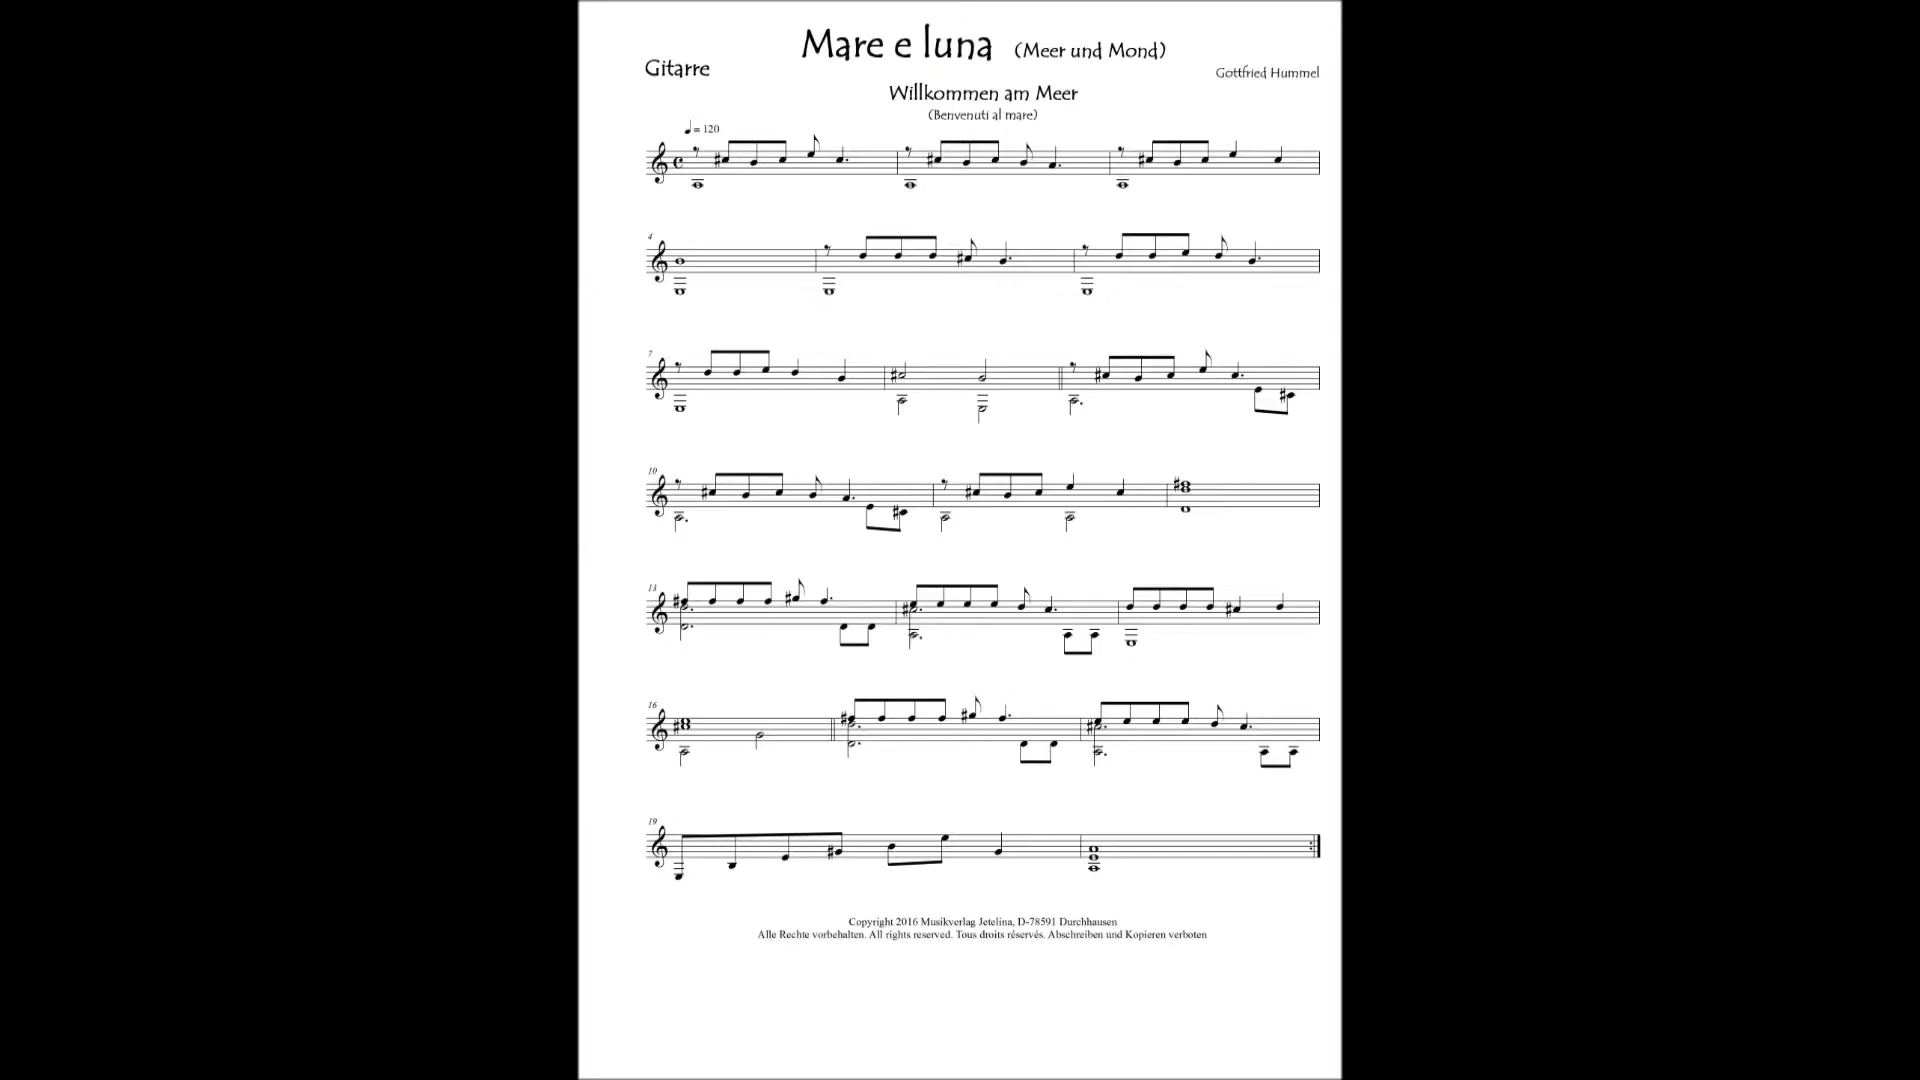 Mare e luna (Meer und Mond)
Gitarre
Gottfried Hummel
Willkommen am Meer
(Benvenuti al mare)
= 120
4
7
10
13
16
19
Copyright 2016 Musikverlag Jetelina, D-78591 Durchhausen
Alle Rechte vorbehalten. All rights reserved. Tous droits réservés. Abschreiben und Kopieren verboten